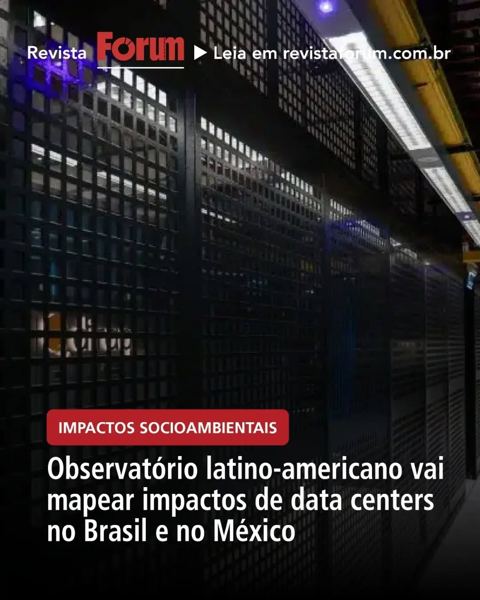 Revista Forum ▶ Leia em revistaforum.com.br
IMPACTOS SOCIOAMBIENTAIS
Observatório latino-americano vai
mapear impactos de data centers
no Brasil e no México